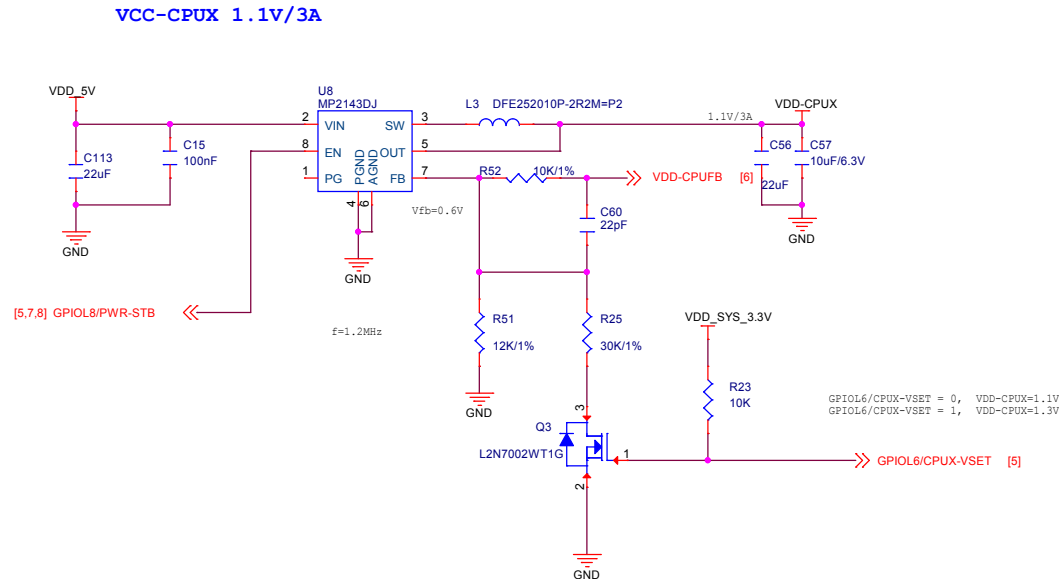 VCC-CPUX 1.1V/3A
VDD_5V
C113
22uF
C15
100nF
GND
U8
MP2143DJ
2 VIN SW 3
8 EN OUT 5
1 PG FB 7
PGND
AGND
4
6
GND
L3 DFE252010P-2R2M=P2
1.1V/3A
VDD-CPUX
C56
22uF
C57
10uF/6.3V
GND
R52 10K/1%
VDD-CPUFB [6]
Vfb=0.6V
C60
22pF
[5,7,8] GPIOL8/PWR-STB
f=1.2MHz
R51
12K/1%
GND
R25
30K/1%
VDD_SYS_3.3V
R23
10K
GPIOL6/CPUX-VSET = 0, VDD-CPUX=1.1V
GPIOL6/CPUX-VSET = 1, VDD-CPUX=1.3V
Q3
L2N7002WT1G
3
1
2
GPIOL6/CPUX-VSET [5]
GND